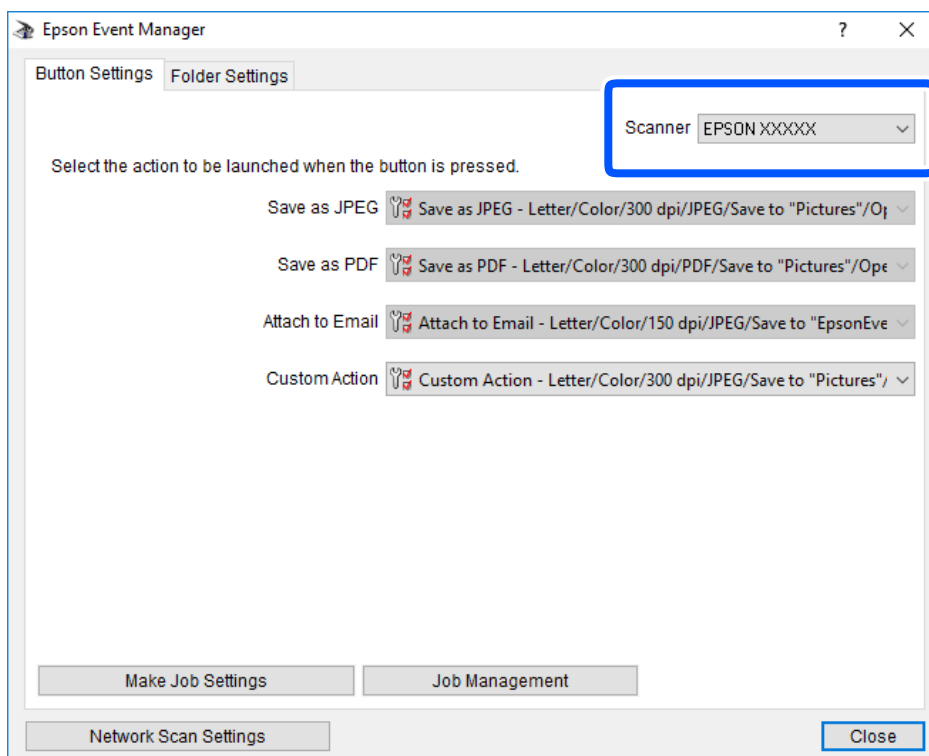 Epson Event Manager
Button Settings
Folder Settings
Scanner EPSON XXXXX
Select the action to be launched when the button is pressed.
Save as JPEG Save as JPEG - Letter/Color/300 dpi/JPEG/Save to "Pictures"/Op
Save as PDF Save as PDF - Letter/Color/300 dpi/PDF/Save to "Pictures"/Ope
Attach to Email Attach to Email - Letter/Color/150 dpi/JPEG/Save to "EpsonEve
Custom Action Custom Action - Letter/Color/300 dpi/JPEG/Save to "Pictures"/
Make Job Settings
Job Management
Network Scan Settings
Close